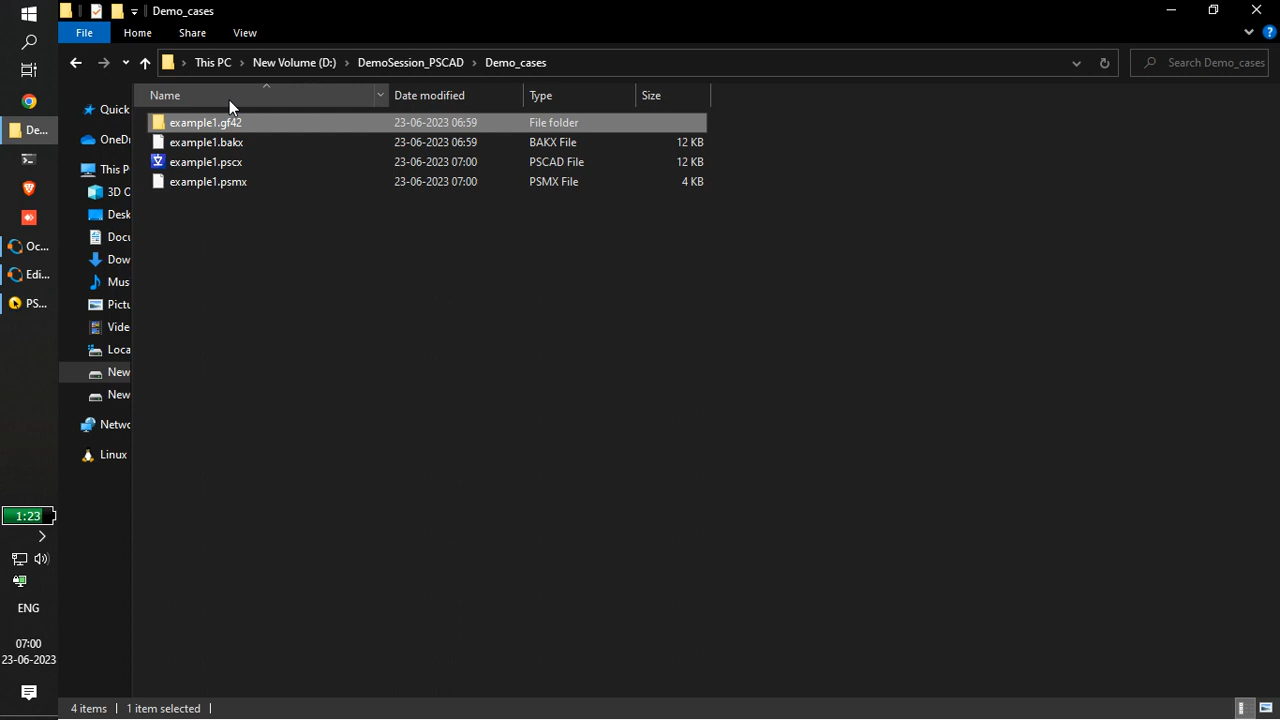 Demo_cases
File Home Share View
This PC New Volume (D:) DemoSession_PSCAD Demo_cases Search Demo_cases
Name Date modified Type Size
example1.gf42 23-06-2023 06:59 File folder
example1.bakx 23-06-2023 06:59 BAKX File 12 KB
example1.pscx 23-06-2023 07:00 PSCAD File 12 KB
example1.psmx 23-06-2023 07:00 PSMX File 4 KB
Quick
OneD
This P
3D O
Desk
Docu
Dow
Mus
Pictu
Vide
Loca
New
New
Netwo
Linux
De...
Oc...
Edi...
PS...
1:23
ENG
07:00
23-06-2023
4 items 1 item selected